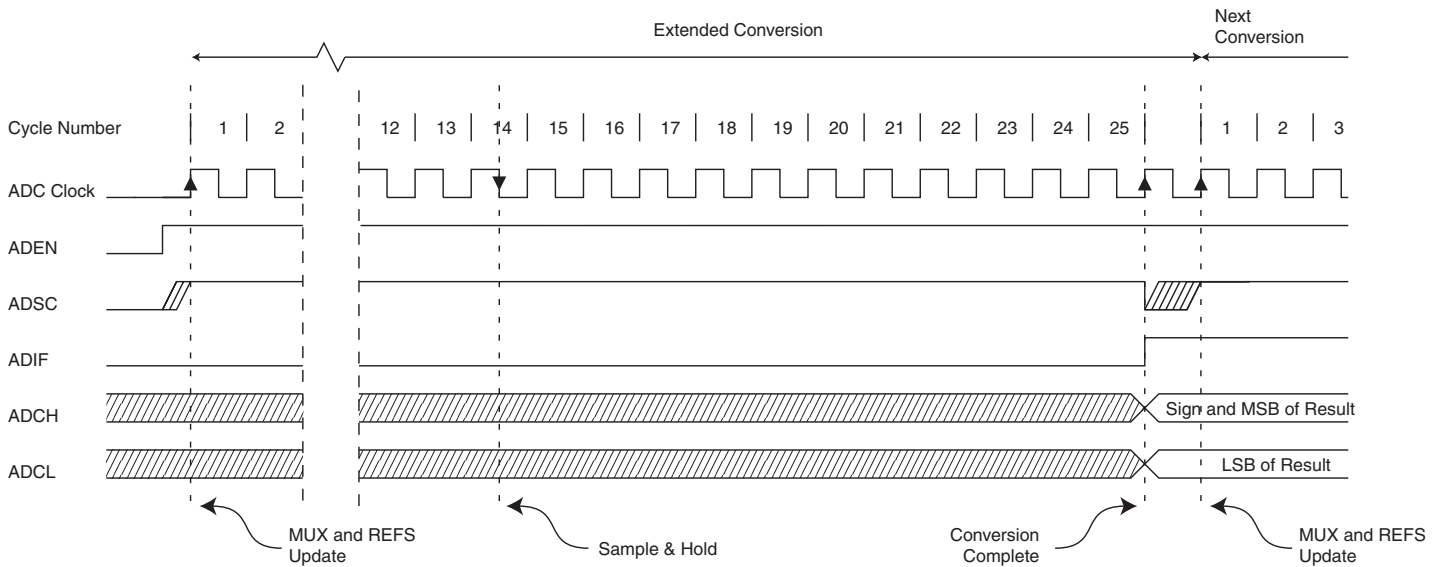 Extended Conversion
Next
Conversion
Cycle Number 1 2 12 13 14 15 16 17 18 19 20 21 22 23 24 25 1 2 3
ADC Clock
ADEN
ADSC
ADIF
ADCH Sign and MSB of Result
ADCL LSB of Result
MUX and REFS
Update
Sample & Hold
Conversion
Complete
MUX and REFS
Update